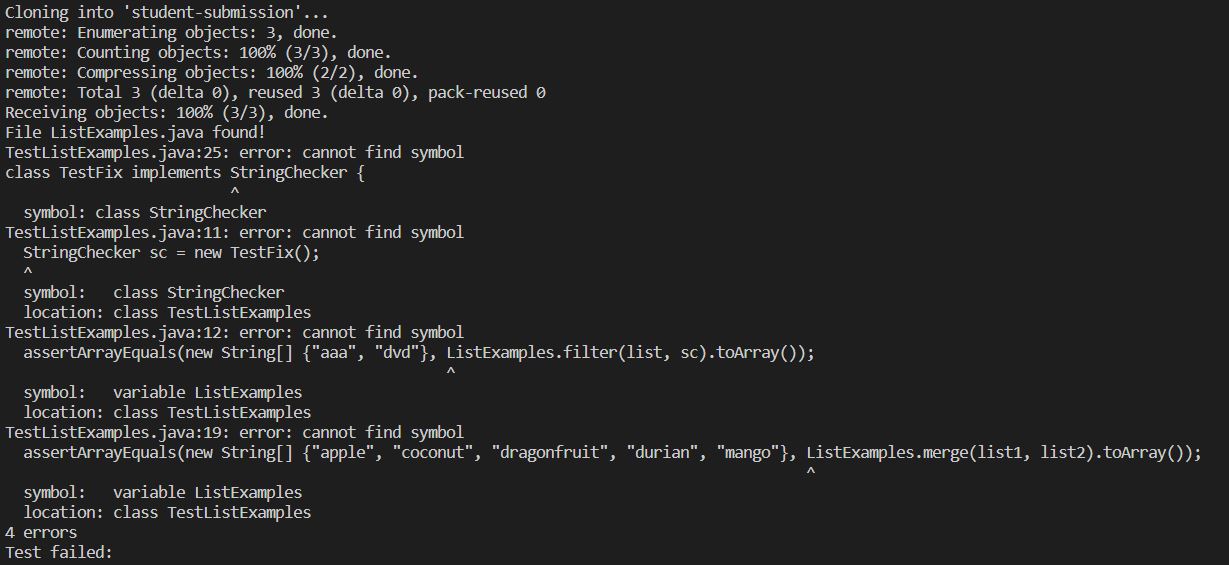 Cloning into 'student-submission'...
remote: Enumerating objects: 3, done.
remote: Counting objects: 100% (3/3), done.
remote: Compressing objects: 100% (2/2), done.
remote: Total 3 (delta 0), reused 3 (delta 0), pack-reused 0
Receiving objects: 100% (3/3), done.
File ListExamples.java found!
TestListExamples.java:25: error: cannot find symbol
class TestFix implements StringChecker {
                         ^
  symbol: class StringChecker
TestListExamples.java:11: error: cannot find symbol
  StringChecker sc = new TestFix();
  ^
  symbol:   class StringChecker
  location: class TestListExamples
TestListExamples.java:12: error: cannot find symbol
  assertArrayEquals(new String[] {"aaa", "dvd"}, ListExamples.filter(list, sc).toArray());
                                                 ^
  symbol:   variable ListExamples
  location: class TestListExamples
TestListExamples.java:19: error: cannot find symbol
  assertArrayEquals(new String[] {"apple", "coconut", "dragonfruit", "durian", "mango"}, ListExamples.merge(list1, list2).toArray());
                                                                                         ^
  symbol:   variable ListExamples
  location: class TestListExamples
4 errors
Test failed: